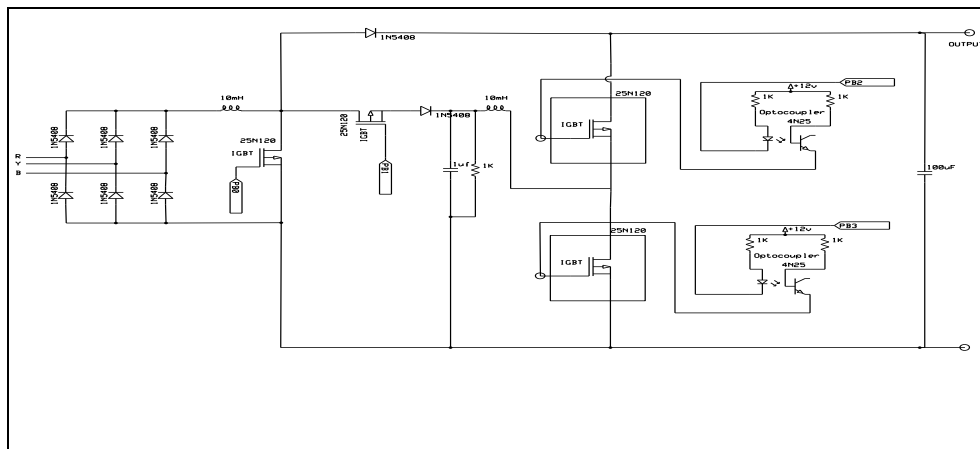 1N5408
OUTPUT
10mH
10mH
1N5408
25N120
+12v
PB2
1K
1K
Optocoupler
4N25
25N120
IGBT
25N120
IGBT
IGBT
1N5408
1N5408
1N5408
R
Y
B
PB0
PB1
1uf
1K
100uF
1N5408
1N5408
1N5408
25N120
IGBT
+12v
PB3
1K
1K
Optocoupler
4N25